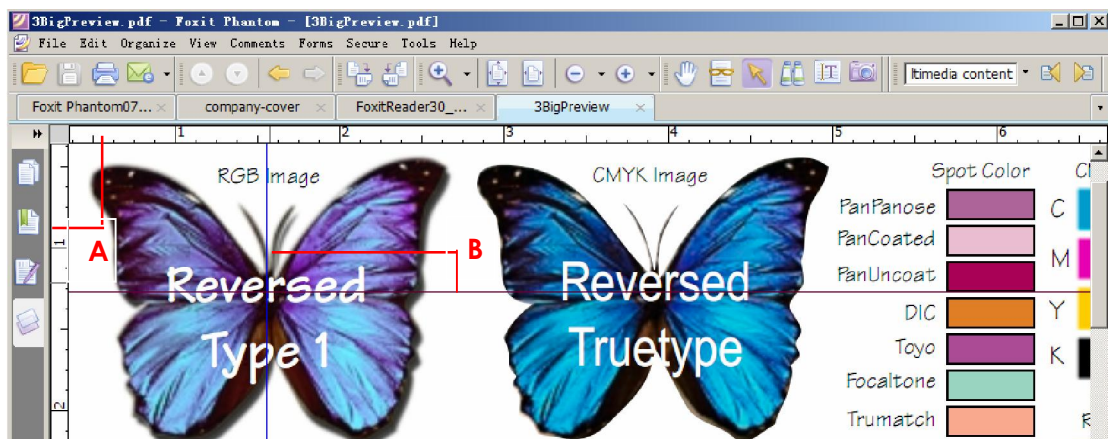 3BigPreview.pdf - Foxit Phantom - [3BigPreview.pdf]
File Edit Organize View Comments Forms Secure Tools Help
ltimedia content
Foxit Phantom07... company-cover FoxitReader30_... 3BigPreview
1 2 3 4 5 6
RGB Image
CMYK Image
Spot Color
PanPanose
C
PanCoated
1
A
B
M
PanUncoat
Reversed
Reversed
DIC
Y
Type 1
Truetype
Toyo
K
Focaltone
2
Trumatch